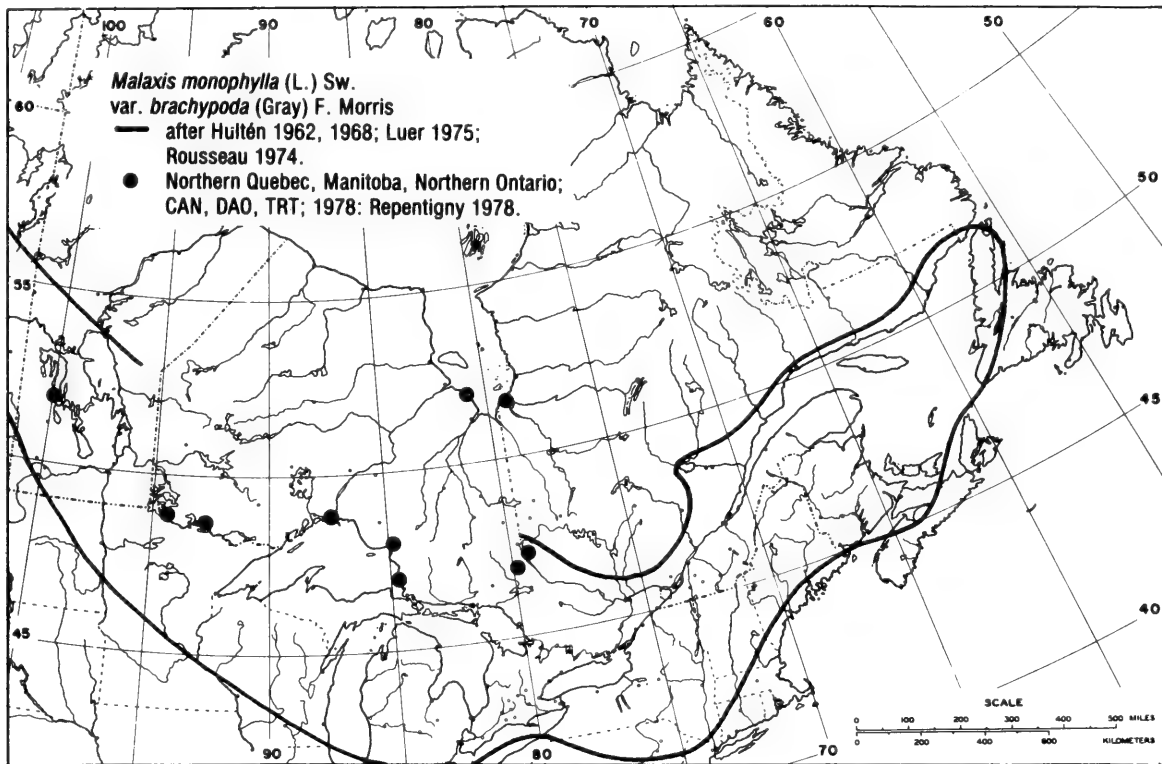 100
90
80
70
60
50
Malaxis monophylla (L.) Sw.
var. brachypoda (Gray) F. Morris
after Hultén 1962, 1968; Luer 1975;
Rousseau 1974.
Northern Quebec, Manitoba, Northern Ontario;
CAN, DAO, TRT; 1978: Repentigny 1978.
60
50
55
45
45
40
90
80
70
SCALE
0 100 200 300 400 500 MILES
0 200 400 600 KILOMETERS